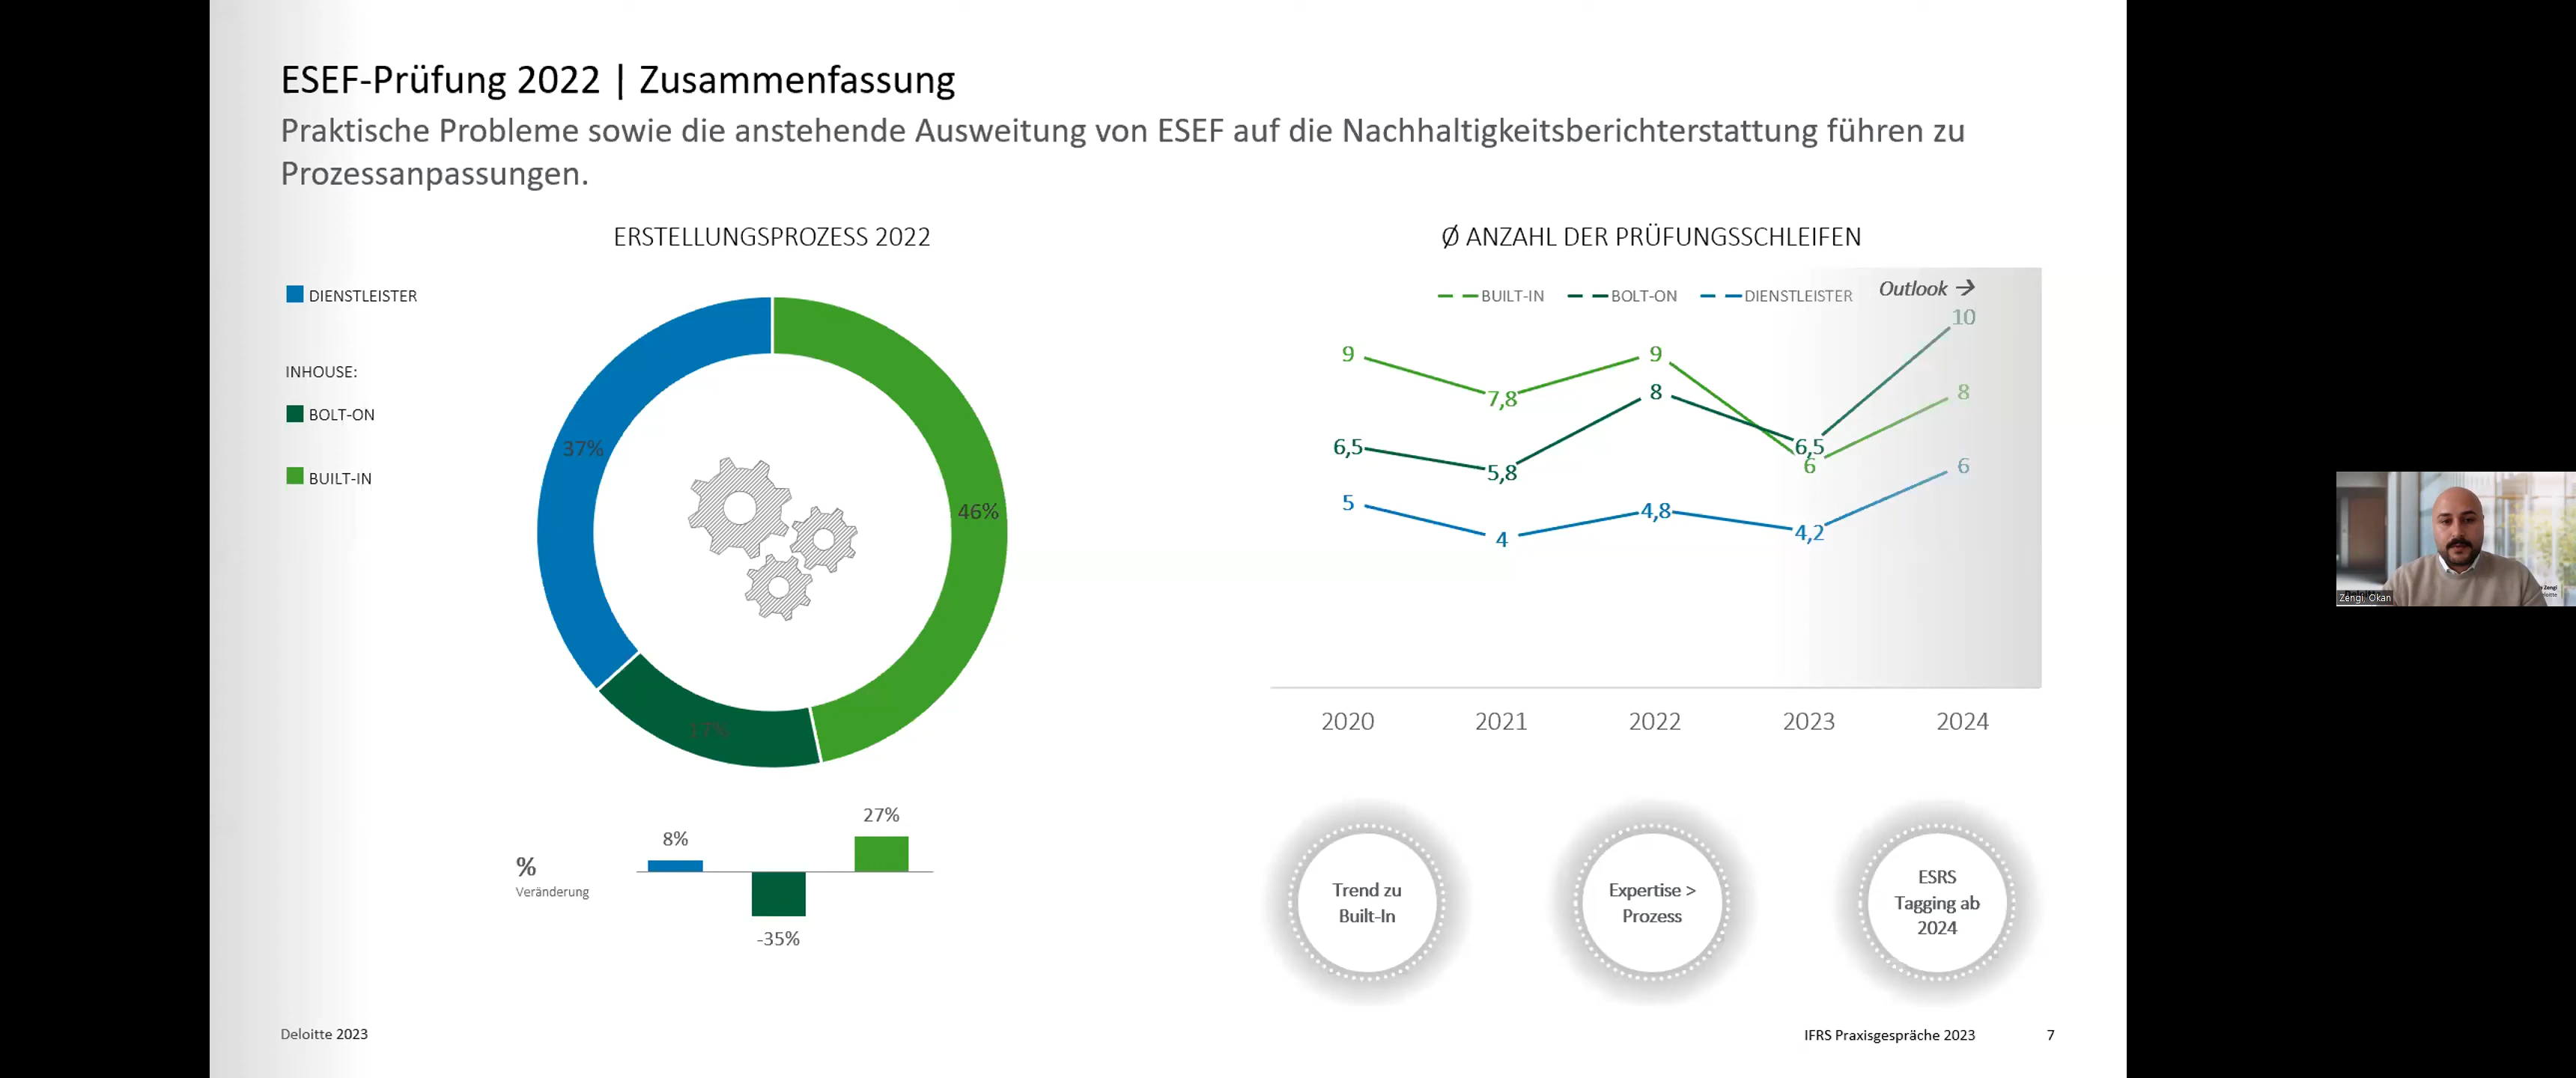 ESEF-Prüfung 2022 | Zusammenfassung
Praktische Probleme sowie die anstehende Ausweitung von ESEF auf die Nachhaltigkeitsberichterstattung führen zu
Prozessanpassungen.
ERSTELLUNGSPROZESS 2022
DIENSTLEISTER
INHOUSE:
BOLT-ON
BUILT-IN
37%
46%
17%
%
Veränderung
8%
-35%
27%
Ø ANZAHL DER PRÜFUNGSSCHLEIFEN
BUILT-IN BOLT-ON DIENSTLEISTER
Outlook →
9 7,8 9 6 8
6,5 5,8 8 6,5 10
5 4 4,8 4,2 6
2020 2021 2022 2023 2024
Trend zu
Built-In
Expertise >
Prozess
ESRS
Tagging ab
2024
Deloitte 2023
IFRS Praxisgespräche 2023 7
Zengi, Okan